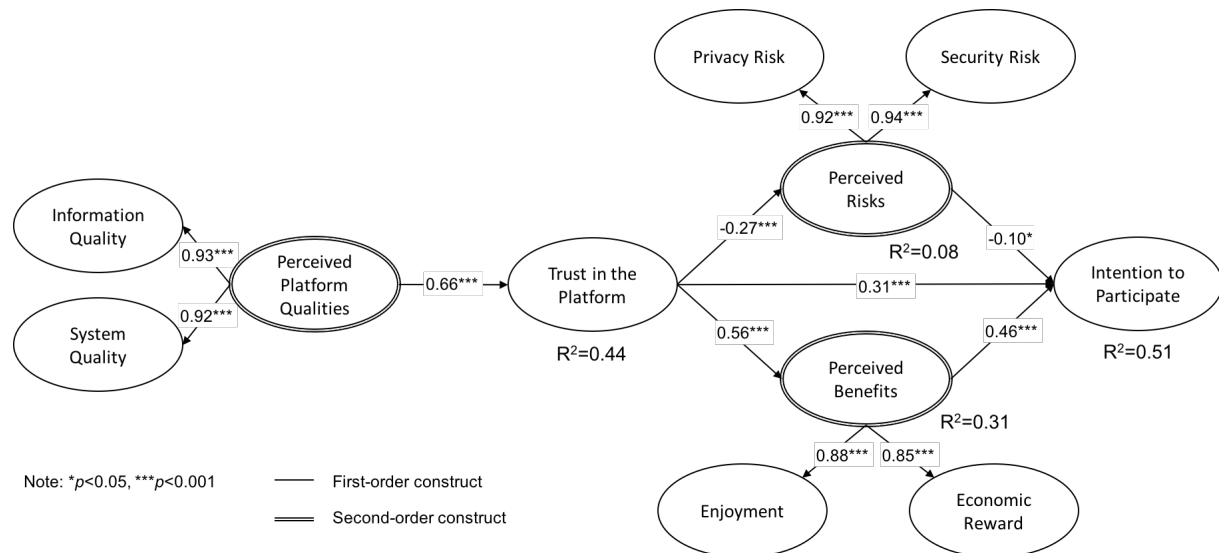 Privacy Risk
Security Risk
0.92***
0.94***
Perceived
Risks
Information
Quality
0.93***
-0.27***
-0.10*
R²=0.08
Perceived
Platform
Qualities
0.66***
Trust in the
Platform
0.31***
Intention to
Participate
System
Quality
0.92***
0.56***
0.46***
R²=0.44
R²=0.51
Perceived
Benefits
R²=0.31
0.88***
0.85***
Enjoyment
Economic
Reward
Note: *p<0.05, ***p<0.001
First-order construct
Second-order construct